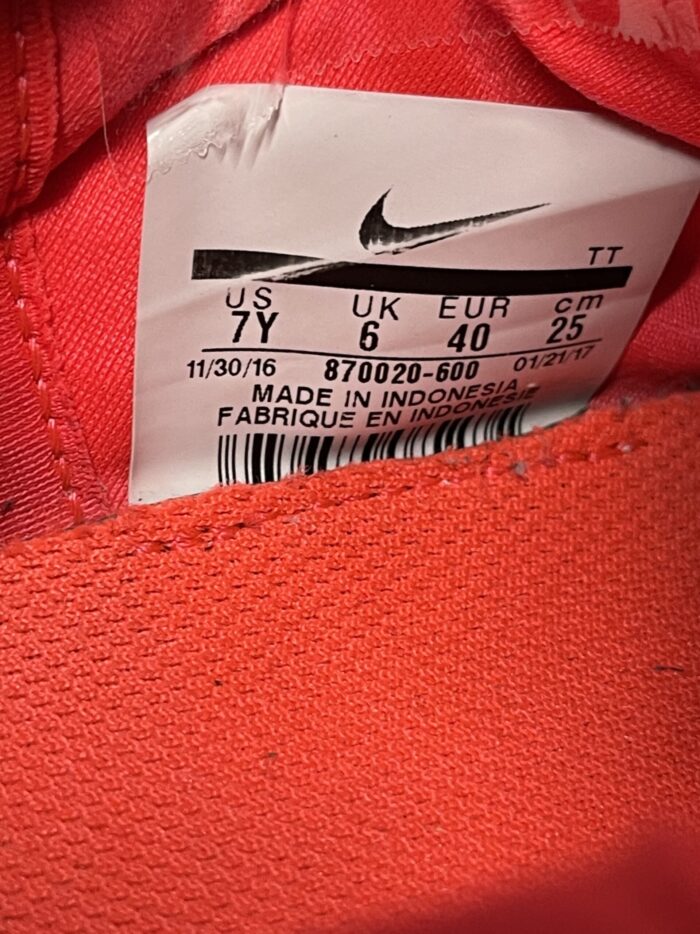 TT
US UK EUR cm
7Y 6 40 25
11/30/16 870020-600 01/21/17
MADE IN INDONESIA
FABRIQUE EN INDONESIE